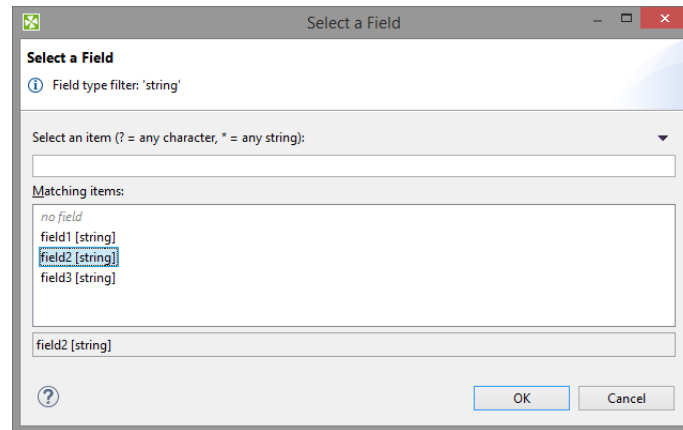 Select a Field
Select a Field
Field type filter: 'string'
Select an item (? = any character, * = any string):
Matching items:
no field
field1 [string]
field2 [string]
field3 [string]
field2 [string]
OK Cancel